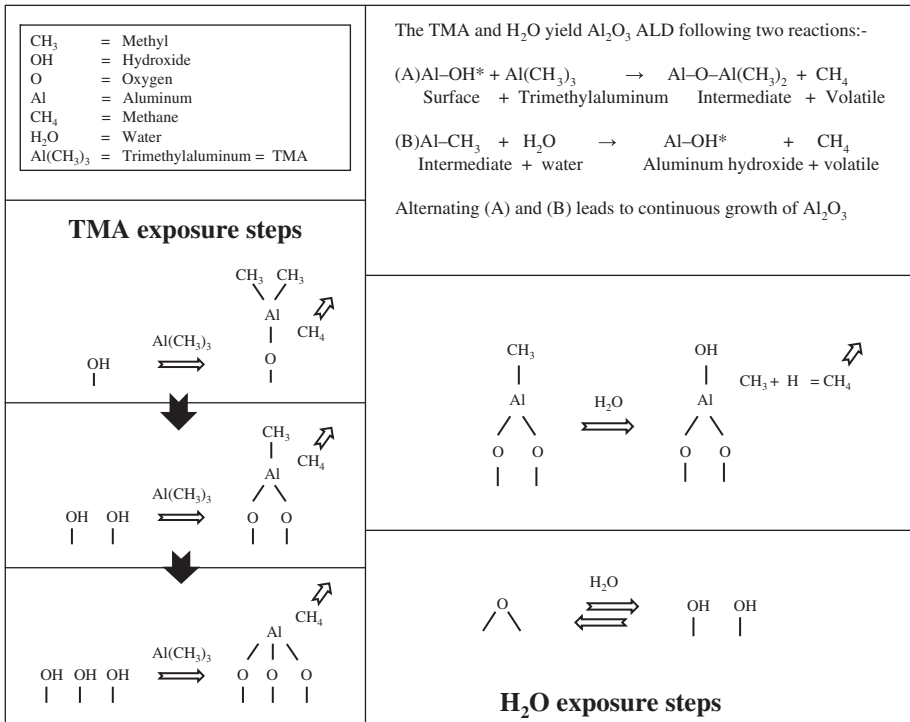 CH₃ = Methyl
OH = Hydroxide
O = Oxygen
Al = Aluminum
CH₄ = Methane
H₂O = Water
Al(CH₃)₃ = Trimethylaluminum = TMA
The TMA and H₂O yield Al₂O₃ ALD following two reactions:-
(A)Al–OH* + Al(CH₃)₃ → Al–O–Al(CH₃)₂ + CH₄
Surface + Trimethylaluminum Intermediate + Volatile
(B)Al–CH₃ + H₂O → Al–OH* + CH₄
Intermediate + water Aluminum hydroxide + volatile
Alternating (A) and (B) leads to continuous growth of Al₂O₃
TMA exposure steps
CH₃ CH₃
Al
CH₄
Al(CH₃)₃
O
OH
CH₃
CH₄
Al
Al(CH₃)₃
OH OH
O O
CH₄
Al
Al(CH₃)₃
OH OH OH
O O O
CH₃
OH
CH₃ + H = CH₄
Al
H₂O
Al
O O
O O
H₂O
O
OH OH
H₂O exposure steps